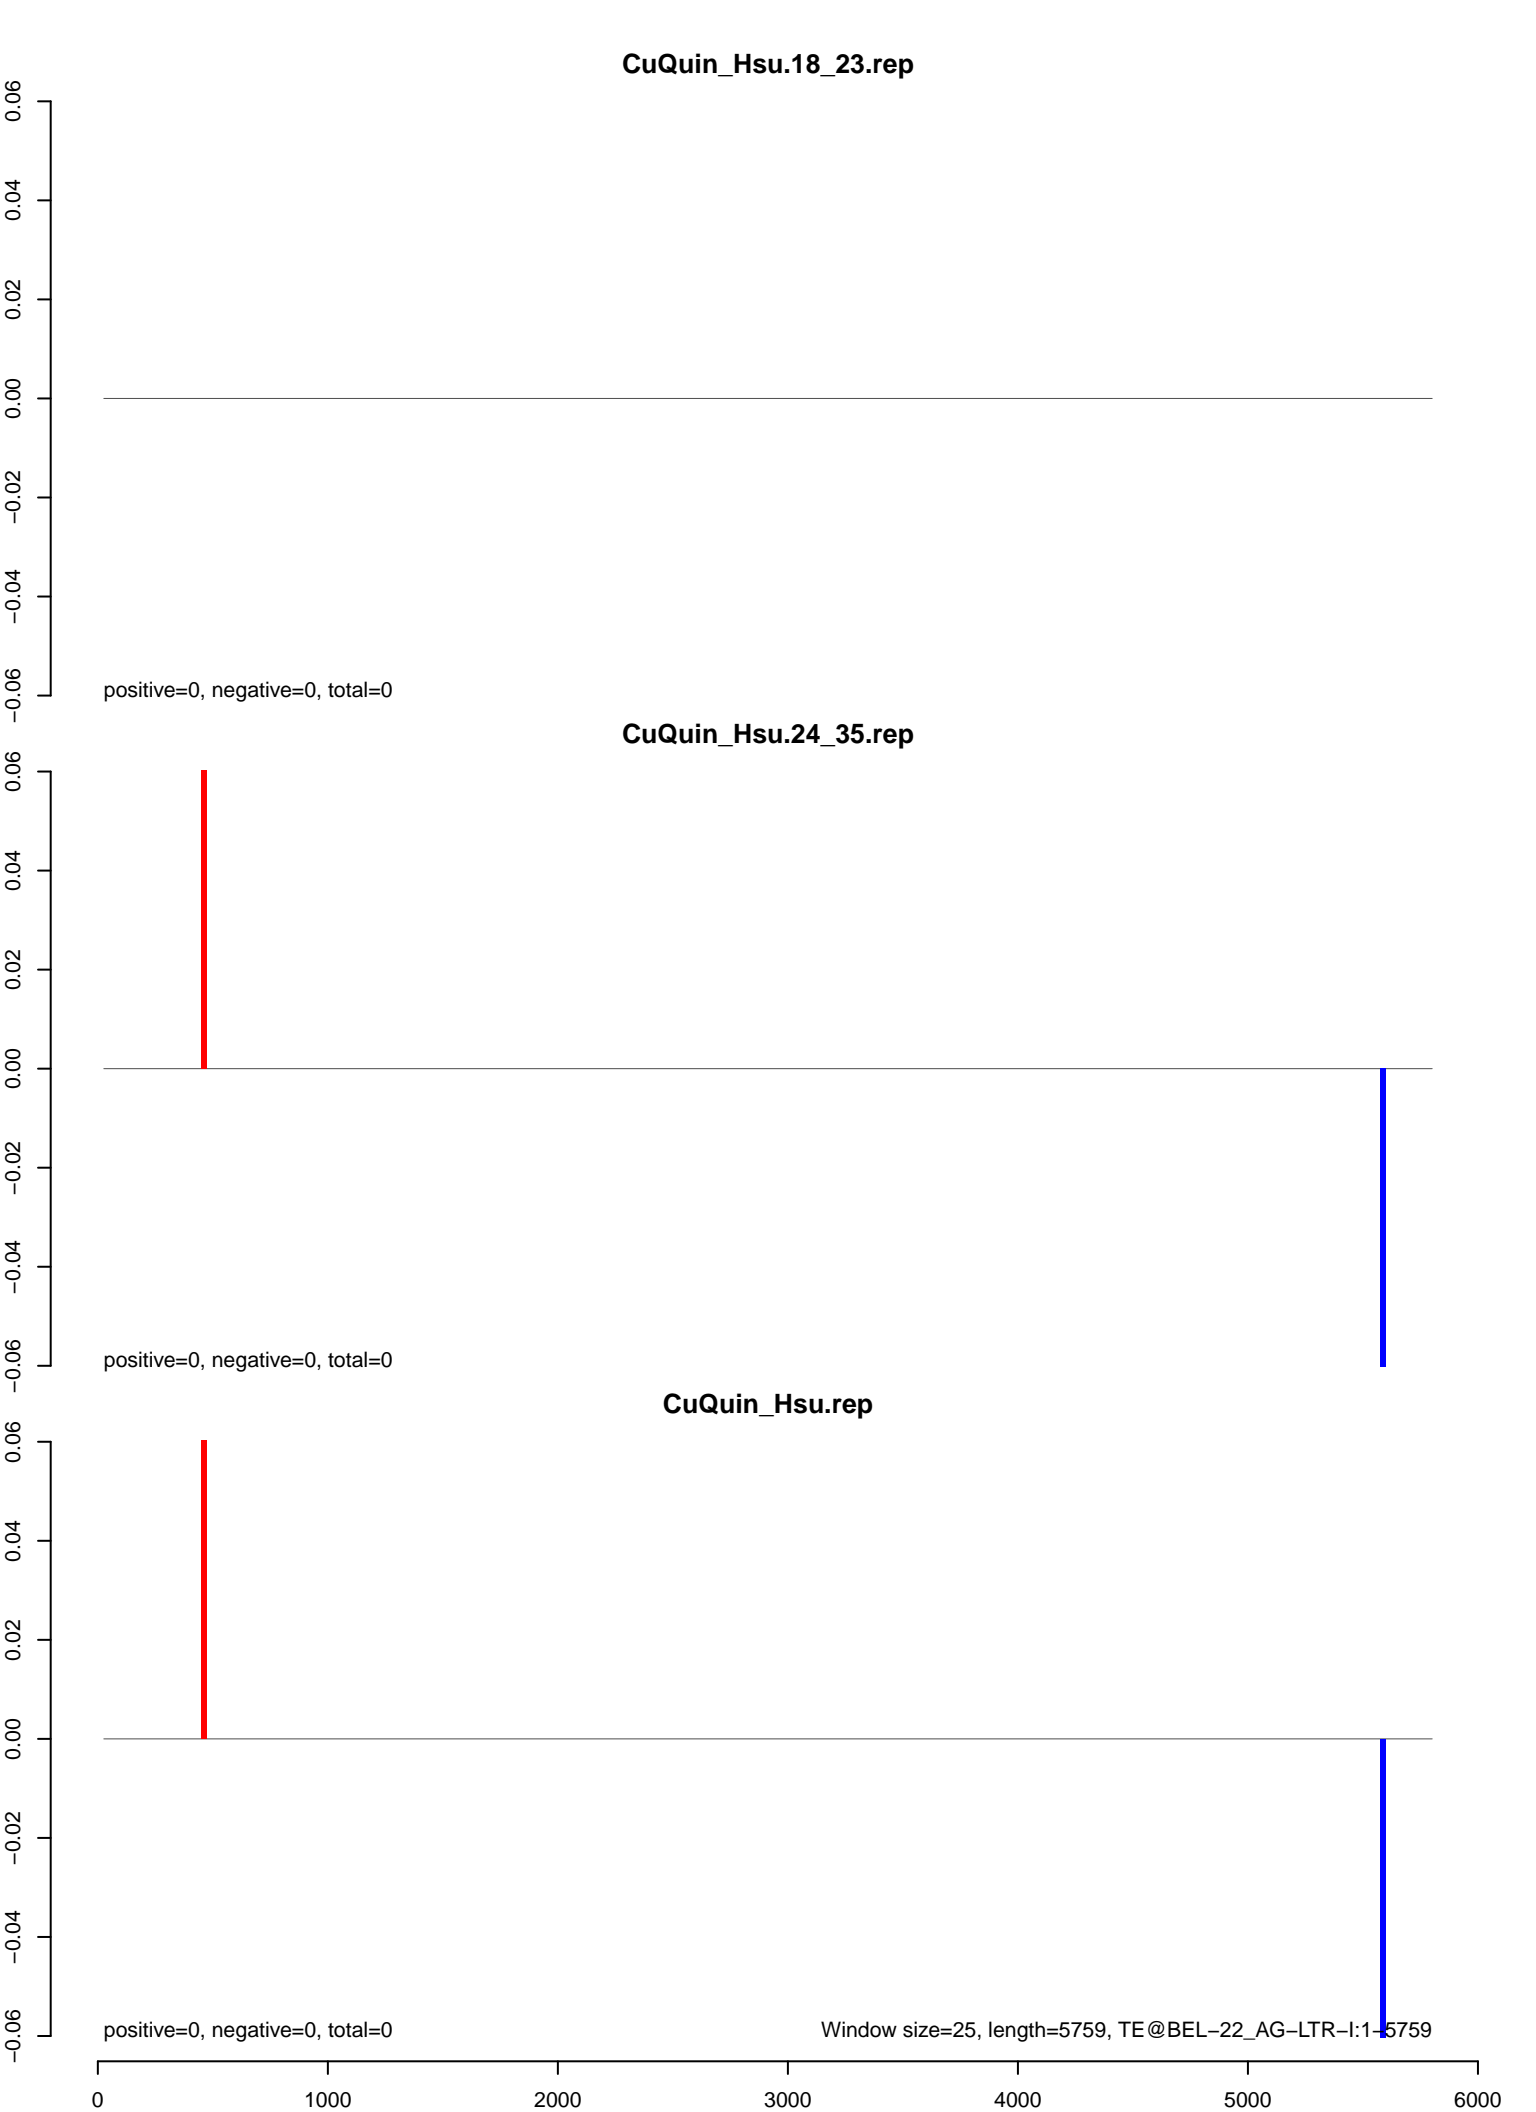 CuQuin_Hsu.18_23.rep
0.06
0.04
0.02
0.00
−0.02
−0.04
−0.06
positive=0, negative=0, total=0
CuQuin_Hsu.24_35.rep
0.06
0.04
0.02
0.00
−0.02
−0.04
−0.06
positive=0, negative=0, total=0
CuQuin_Hsu.rep
0.06
0.04
0.02
0.00
−0.02
−0.04
−0.06
positive=0, negative=0, total=0
Window size=25, length=5759, TE@BEL−22_AG−LTR−I:1−5759
0 1000 2000 3000 4000 5000 6000